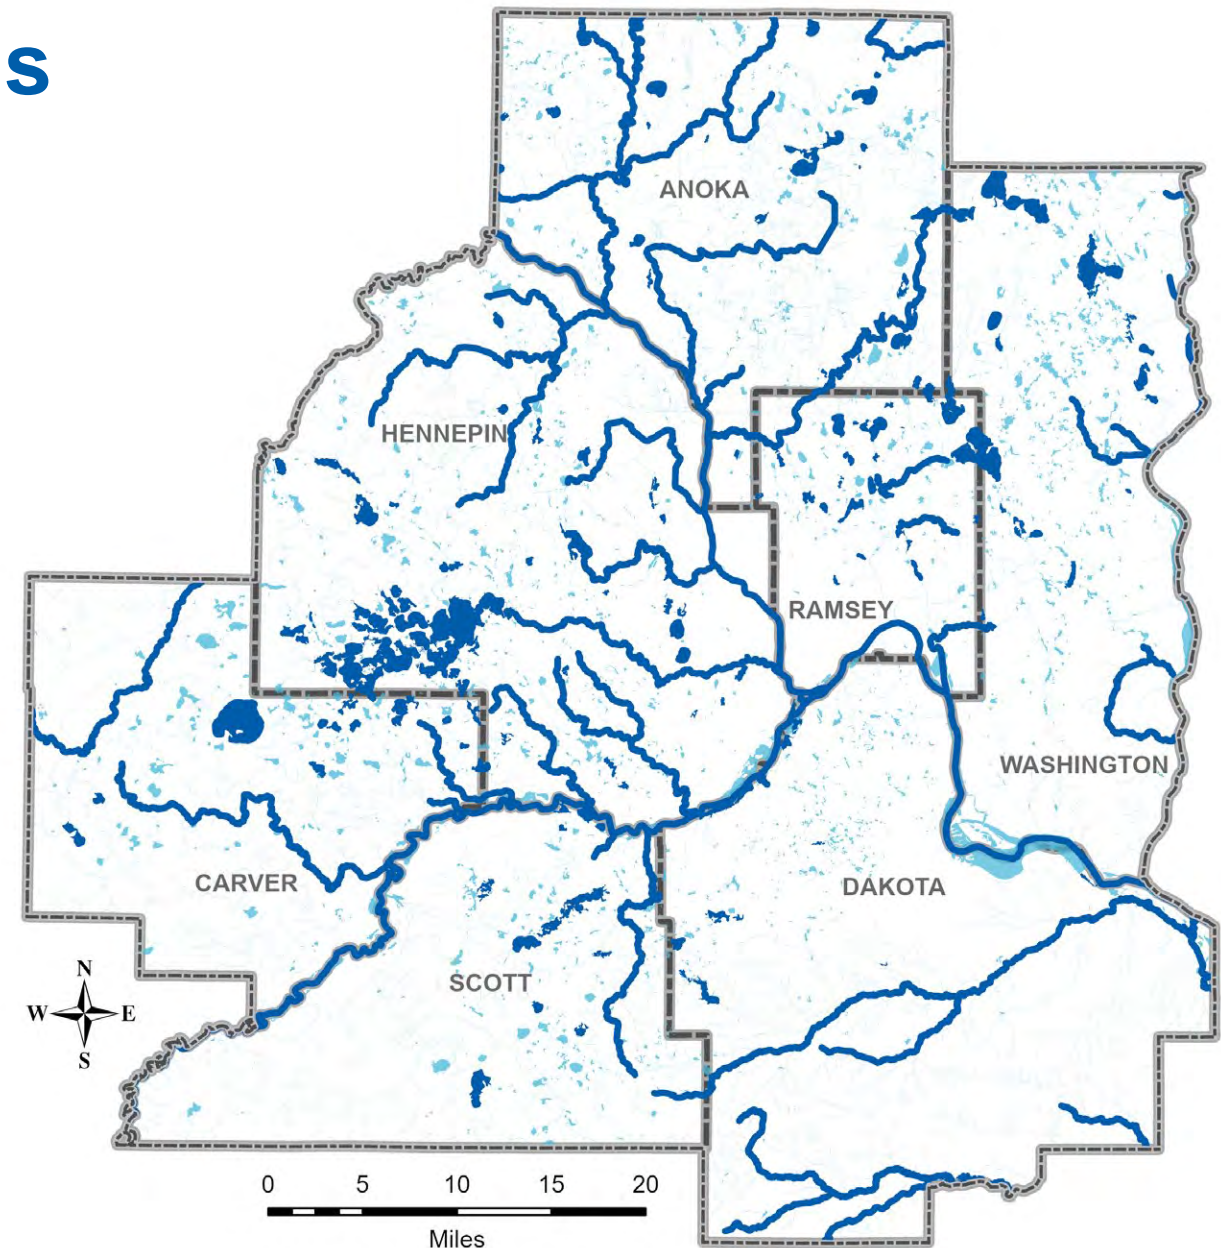 s
ANOKA
HENNEPIN
RAMSEY
WASHINGTON
CARVER
DAKOTA
SCOTT
N
W E
S
0 5 10 15 20
Miles